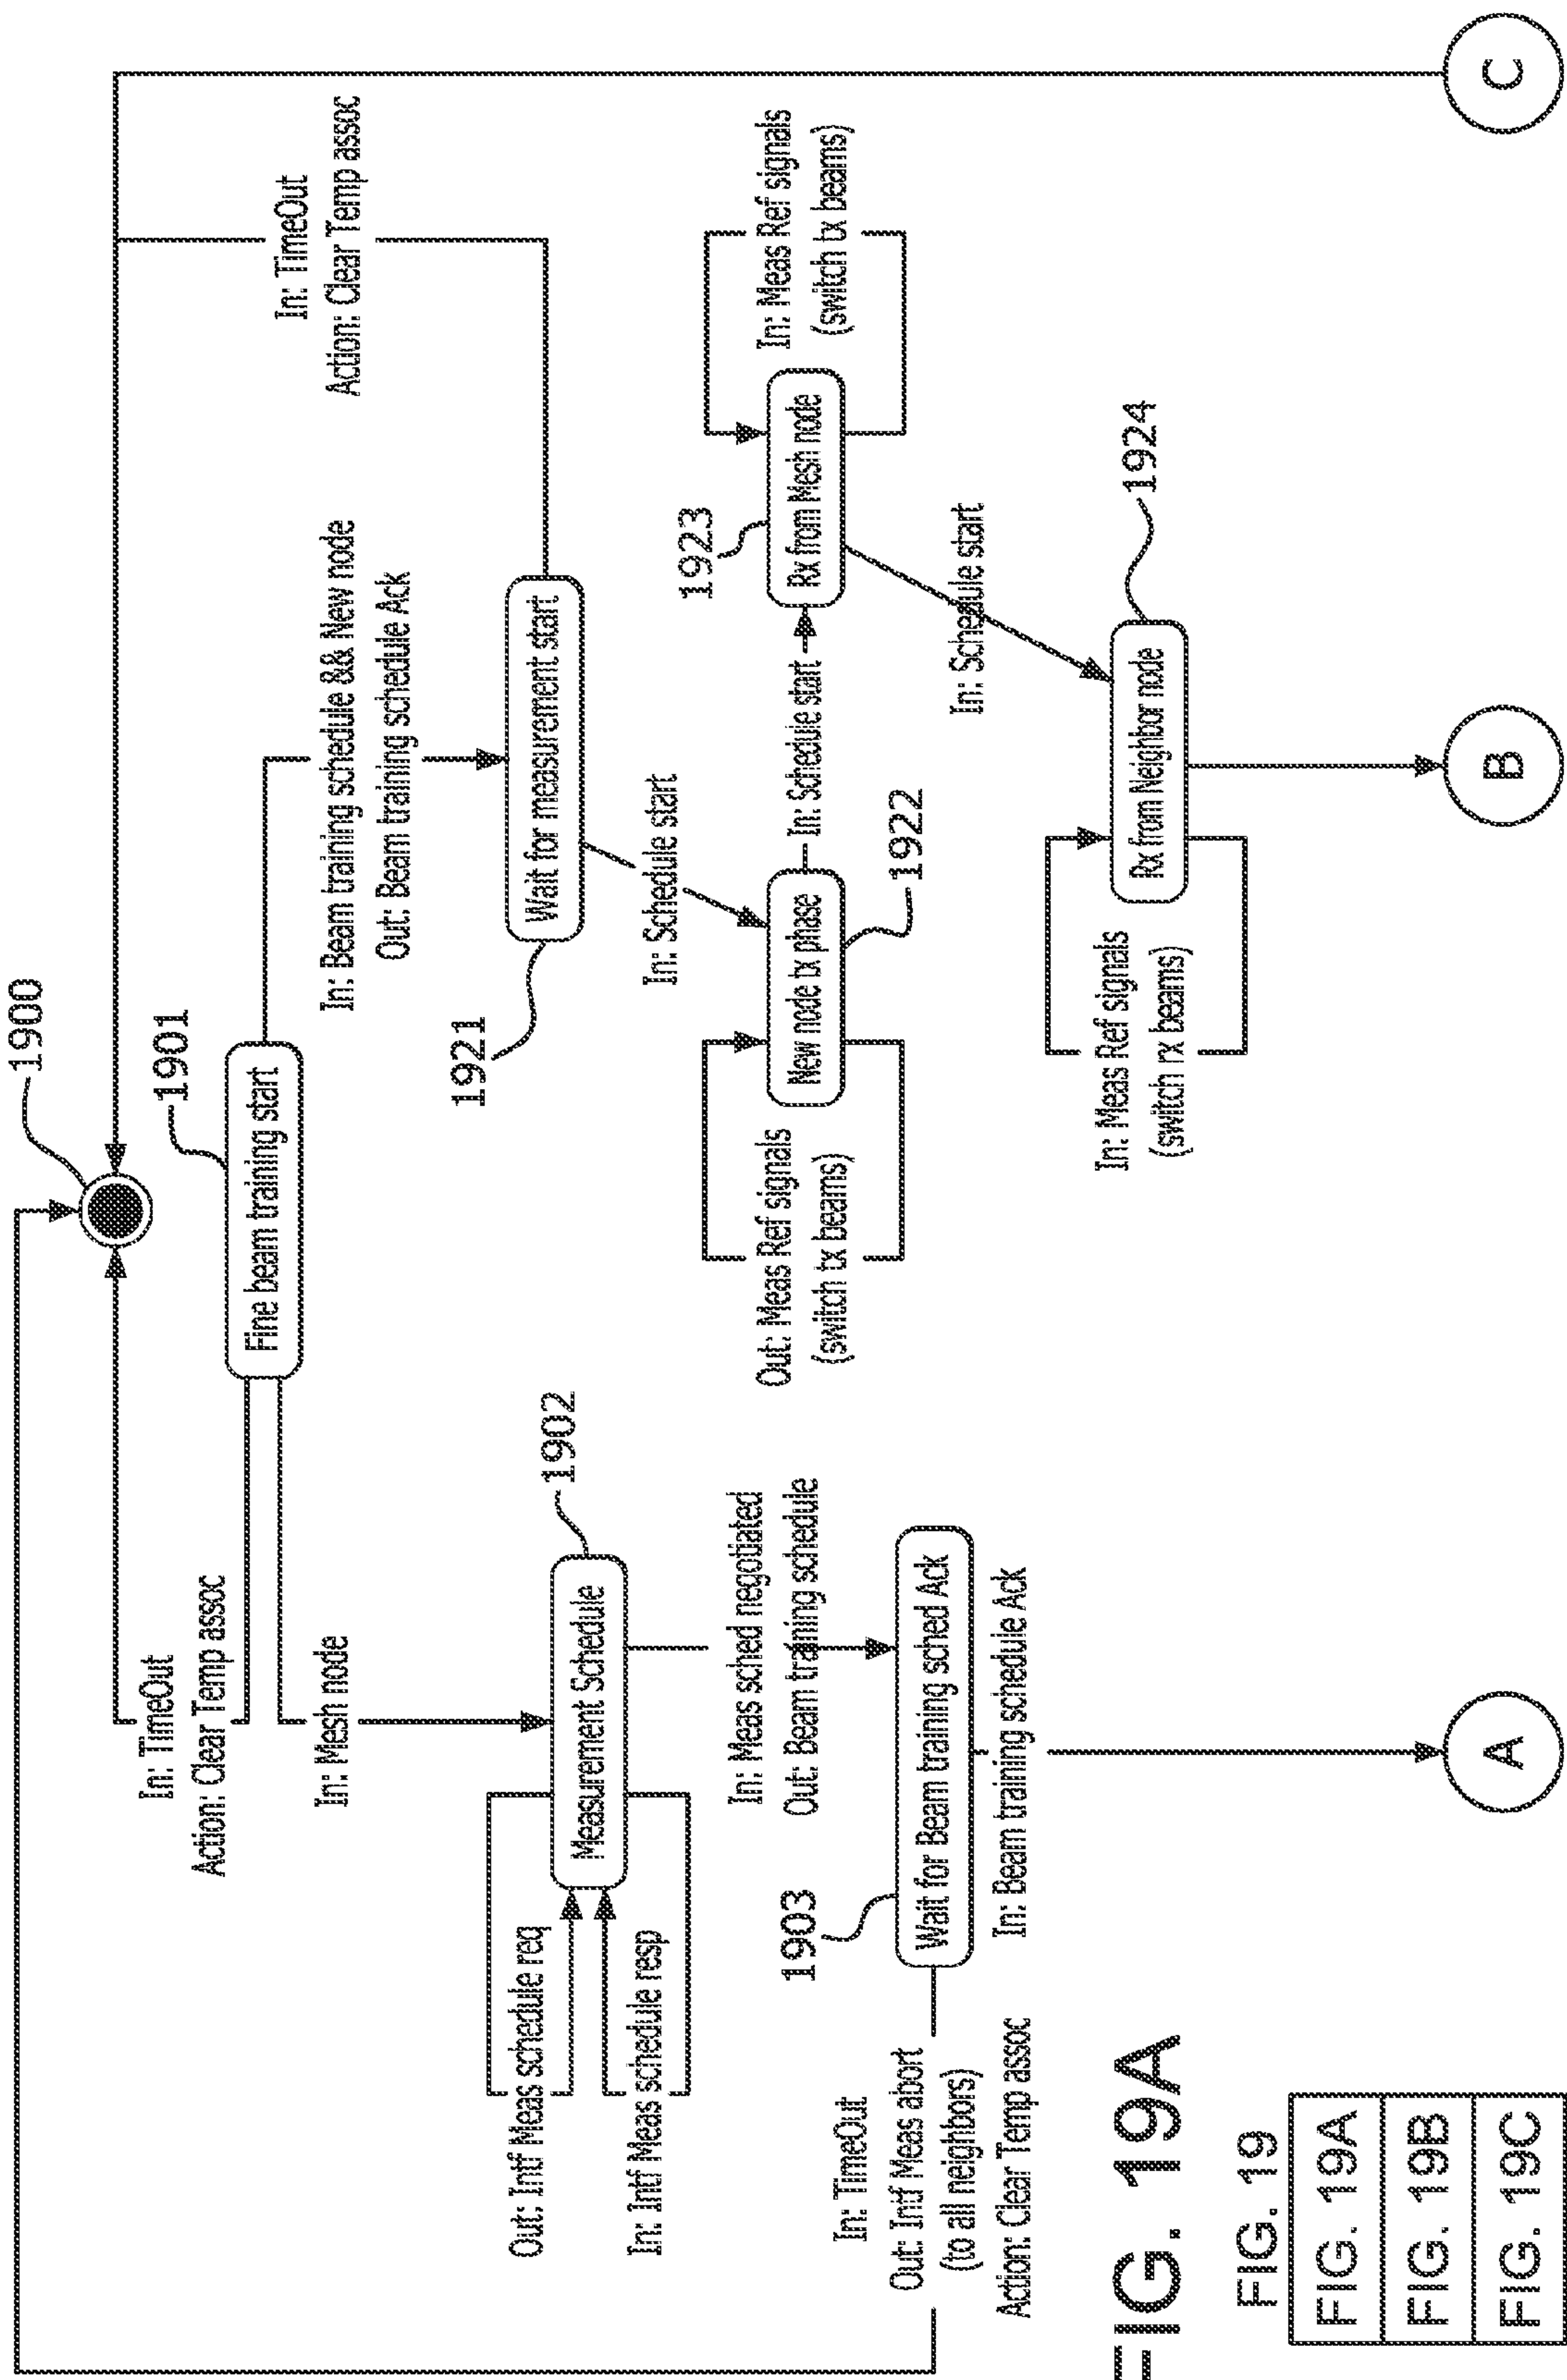 1900
In: TimeOut
Action: Clear Temp assoc
1901
Fine beam training start
In: TimeOut
Action: Clear Temp assoc
In: Mesh node
In: Beam training schedule && New node
Out: Beam training schedule Ack
1902
Measurement Schedule
Out: Intf Meas schedule req
In: Intf Meas schedule resp
1921
Wait for measurement start
In: Meas sched negotiated
Out: Beam training schedule
In: Schedule start
1923
Out: Meas Ref signals
(switch tx beams)
New node tx phase
In: Schedule start
Rx from Mesh node
In: Meas Ref signals
(switch tx beams)
1922
1903
Wait for Beam training sched Ack
In: TimeOut
Out: Intf Meas abort
(to all neighbors)
Action: Clear Temp assoc
In: Beam training schedule Ack
In: Schedule start
1924
In: Meas Ref signals
(switch rx beams)
Rx from Neighbor node
A
B
C
FIG. 19A
FIG. 19
FIG. 19A
FIG. 19B
FIG. 19C